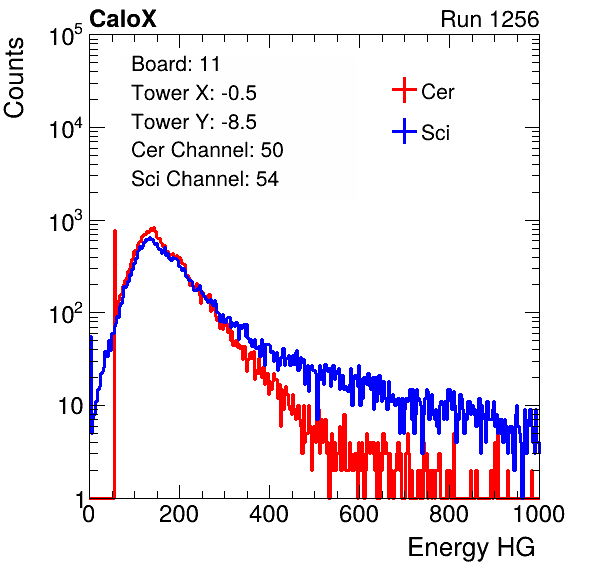 CaloX Run 1256
Counts
Board: 11
Tower X: -0.5
Tower Y: -8.5
Cer Channel: 50
Sci Channel: 54
Cer
Sci
10^5
10^4
10^3
10^2
10
1
0 200 400 600 800 1000
Energy HG